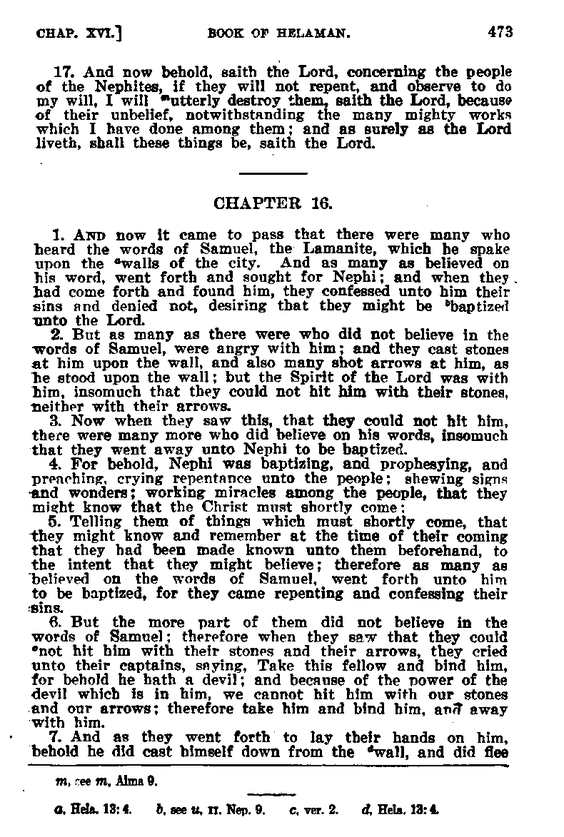 CHAP. XVI.] BOOK OF HELAMAN. 473
17. And now behold, saith the Lord, concerning the people
of the Nephites, if they will not repent, and observe to do
my will, I will ᵐutterly destroy them, saith the Lord, because
of their unbelief, notwithstanding the many mighty works
which I have done among them; and as surely as the Lord
liveth, shall these things be, saith the Lord.
CHAPTER 16.
1. AND now it came to pass that there were many who
heard the words of Samuel, the Lamanite, which he spake
upon the ᵃwalls of the city. And as many as believed on
his word, went forth and sought for Nephi; and when they
had come forth and found him, they confessed unto him their
sins and denied not, desiring that they might be ᵇbaptized
unto the Lord.
2. But as many as there were who did not believe in the
words of Samuel, were angry with him; and they cast stones
at him upon the wall, and also many shot arrows at him, as
he stood upon the wall; but the Spirit of the Lord was with
him, insomuch that they could not hit him with their stones,
neither with their arrows.
3. Now when they saw this, that they could not hit him,
there were many more who did believe on his words, insomuch
that they went away unto Nephi to be baptized.
4. For behold, Nephi was baptizing, and prophesying, and
preaching, crying repentance unto the people; shewing signs
and wonders; working miracles among the people, that they
might know that the Christ must shortly come;
5. Telling them of things which must shortly come, that
they might know and remember at the time of their coming
that they had been made known unto them beforehand, to
the intent that they might believe; therefore as many as
believed on the words of Samuel, went forth unto him
to be baptized, for they came repenting and confessing their
sins.
6. But the more part of them did not believe in the
words of Samuel; therefore when they saw that they could
ᶜnot hit him with their stones and their arrows, they cried
unto their captains, saying, Take this fellow and bind him,
for behold he hath a devil; and because of the power of the
devil which is in him, we cannot hit him with our stones
and our arrows; therefore take him and bind him, and away
with him.
7. And as they went forth to lay their hands on him,
behold he did cast himself down from the ᵈwall, and did flee
m, see m, Alma 9.
a, Hela. 13:4. b, see u, II. Nep. 9. c, ver. 2. d, Hela. 13:4.